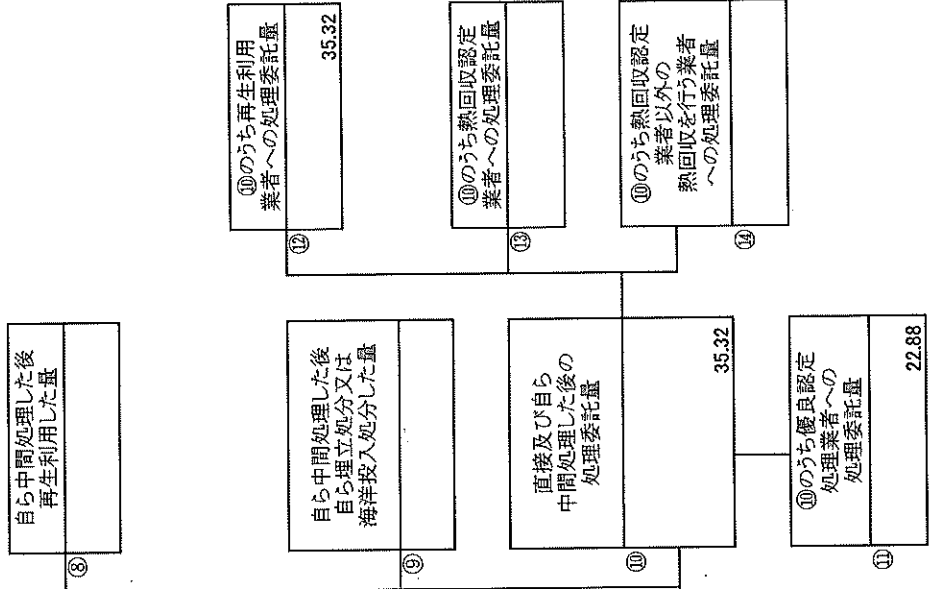 自ら中間処理した後
再生利用した量
⑧
自ら中間処理した後
自ら埋立処分又は
海洋投入処分した量
⑨
直接及び自ら
中間処理した後の
処理委託量
⑩
35.32
⑩のうち優良認定
処理業者への
処理委託量
⑪
22.88
⑩のうち再生利用
業者への処理委託量
⑫
35.32
⑩のうち熱回収認定
業者への処理委託量
⑬
⑩のうち熱回収認定
業者以外の
熱回収を行う業者
への処理委託量
⑭